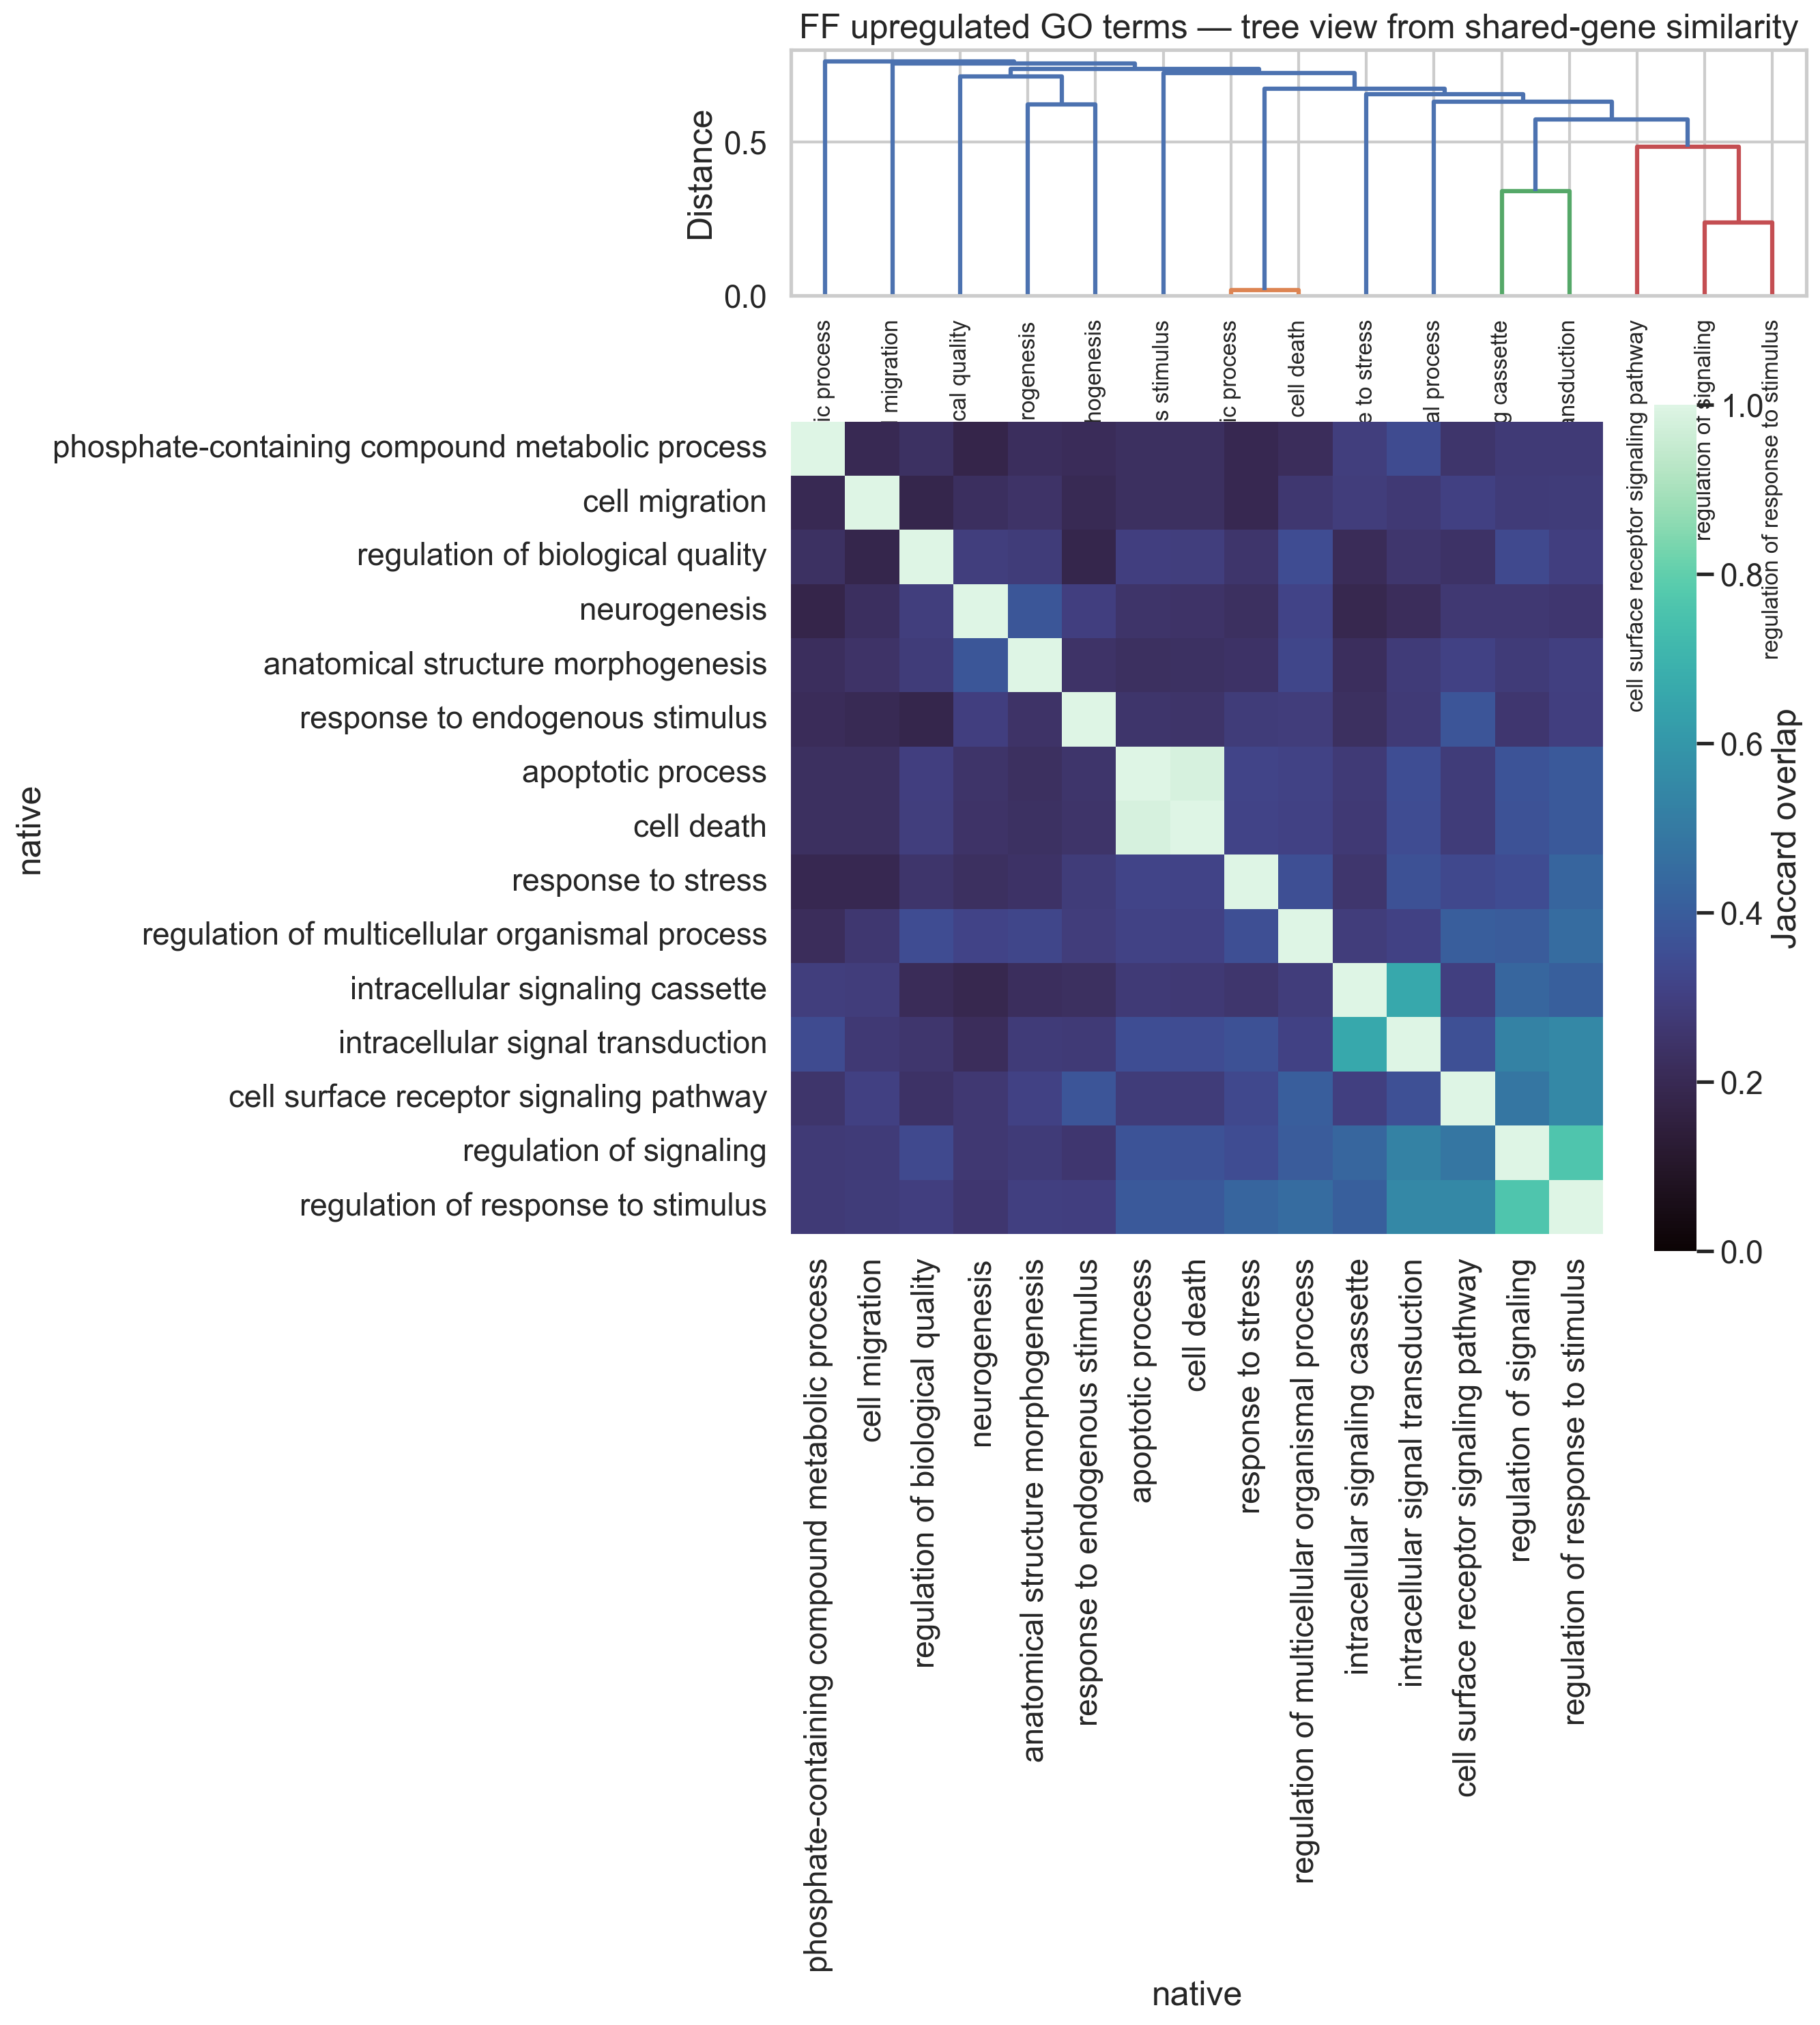 FF upregulated GO terms — tree view from shared-gene similarity
Distance
0.5
0.0
ic process
migration
cal quality
rogenesis
hogenesis
s stimulus
ic process
cell death
e to stress
al process
g cassette
ansduction
cell surface receptor signaling pathway
regulation of signaling
regulation of response to stimulus
native
phosphate-containing compound metabolic process
cell migration
regulation of biological quality
neurogenesis
anatomical structure morphogenesis
response to endogenous stimulus
apoptotic process
cell death
response to stress
regulation of multicellular organismal process
intracellular signaling cassette
intracellular signal transduction
cell surface receptor signaling pathway
regulation of signaling
regulation of response to stimulus
1.0
0.8
0.6
0.4
0.2
0.0
Jaccard overlap
phosphate-containing compound metabolic process
cell migration
regulation of biological quality
neurogenesis
anatomical structure morphogenesis
response to endogenous stimulus
apoptotic process
cell death
response to stress
regulation of multicellular organismal process
intracellular signaling cassette
intracellular signal transduction
cell surface receptor signaling pathway
regulation of signaling
regulation of response to stimulus
native